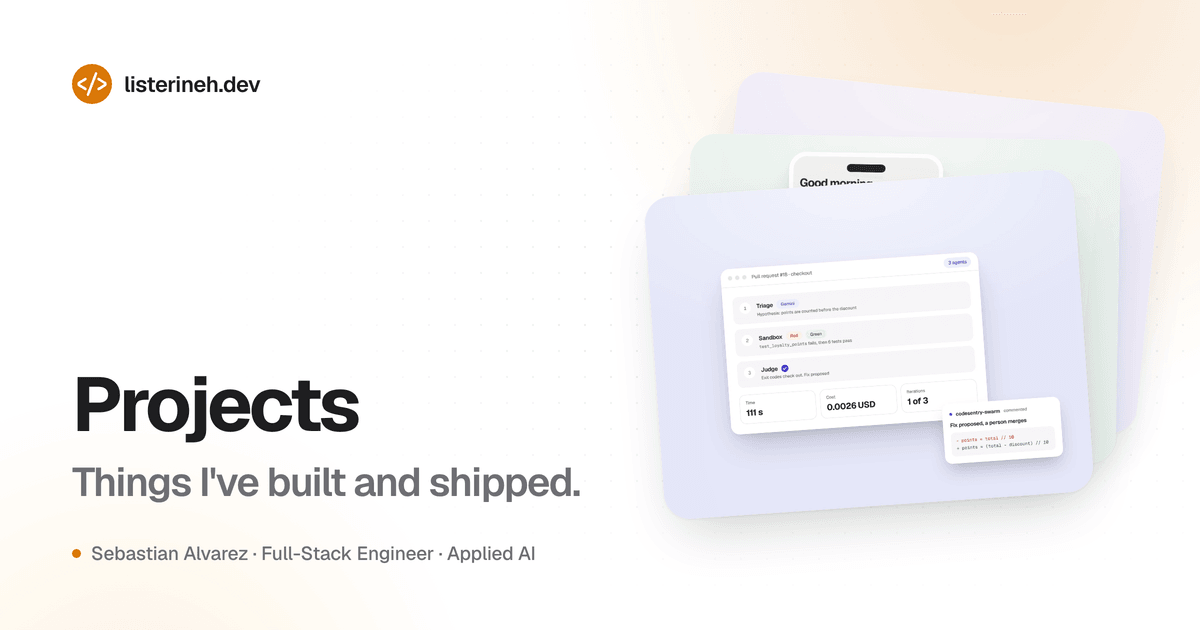 listerineh.dev
Projects
Things I've built and shipped.
Sebastian Alvarez · Full-Stack Engineer · Applied AI
Good morning
Pull request #16 · checkout
3 agents
1 Triage Gemini
Hypothesis: points are counted before the discount
2 Sandbox Red Green
test_loyalty_points fails, then 6 tests pass
3 Judge
Exit codes check out. Fix proposed
Time
111 s
Cost
0.0026 USD
Iterations
1 of 3
codesentry-swarm commented
Fix proposed, a person merges
- points = total // 10
+ points = (total - discount) // 10